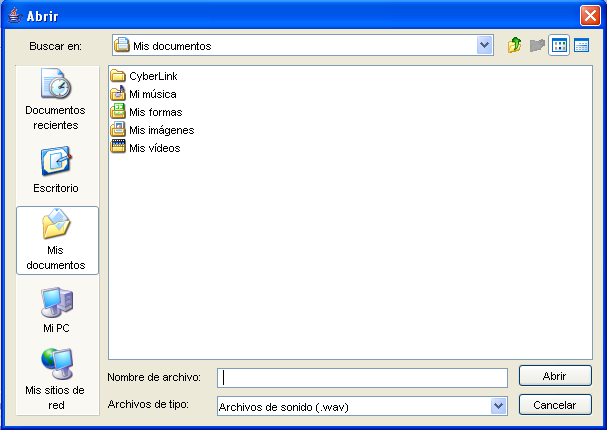 Abrir
Buscar en:
Mis documentos
Documentos
recientes
Escritorio
Mis
documentos
Mi PC
Mis sitios de
red
CyberLink
Mi música
Mis formas
Mis imágenes
Mis vídeos
Nombre de archivo:
Abrir
Archivos de tipo:
Archivos de sonido (.wav)
Cancelar